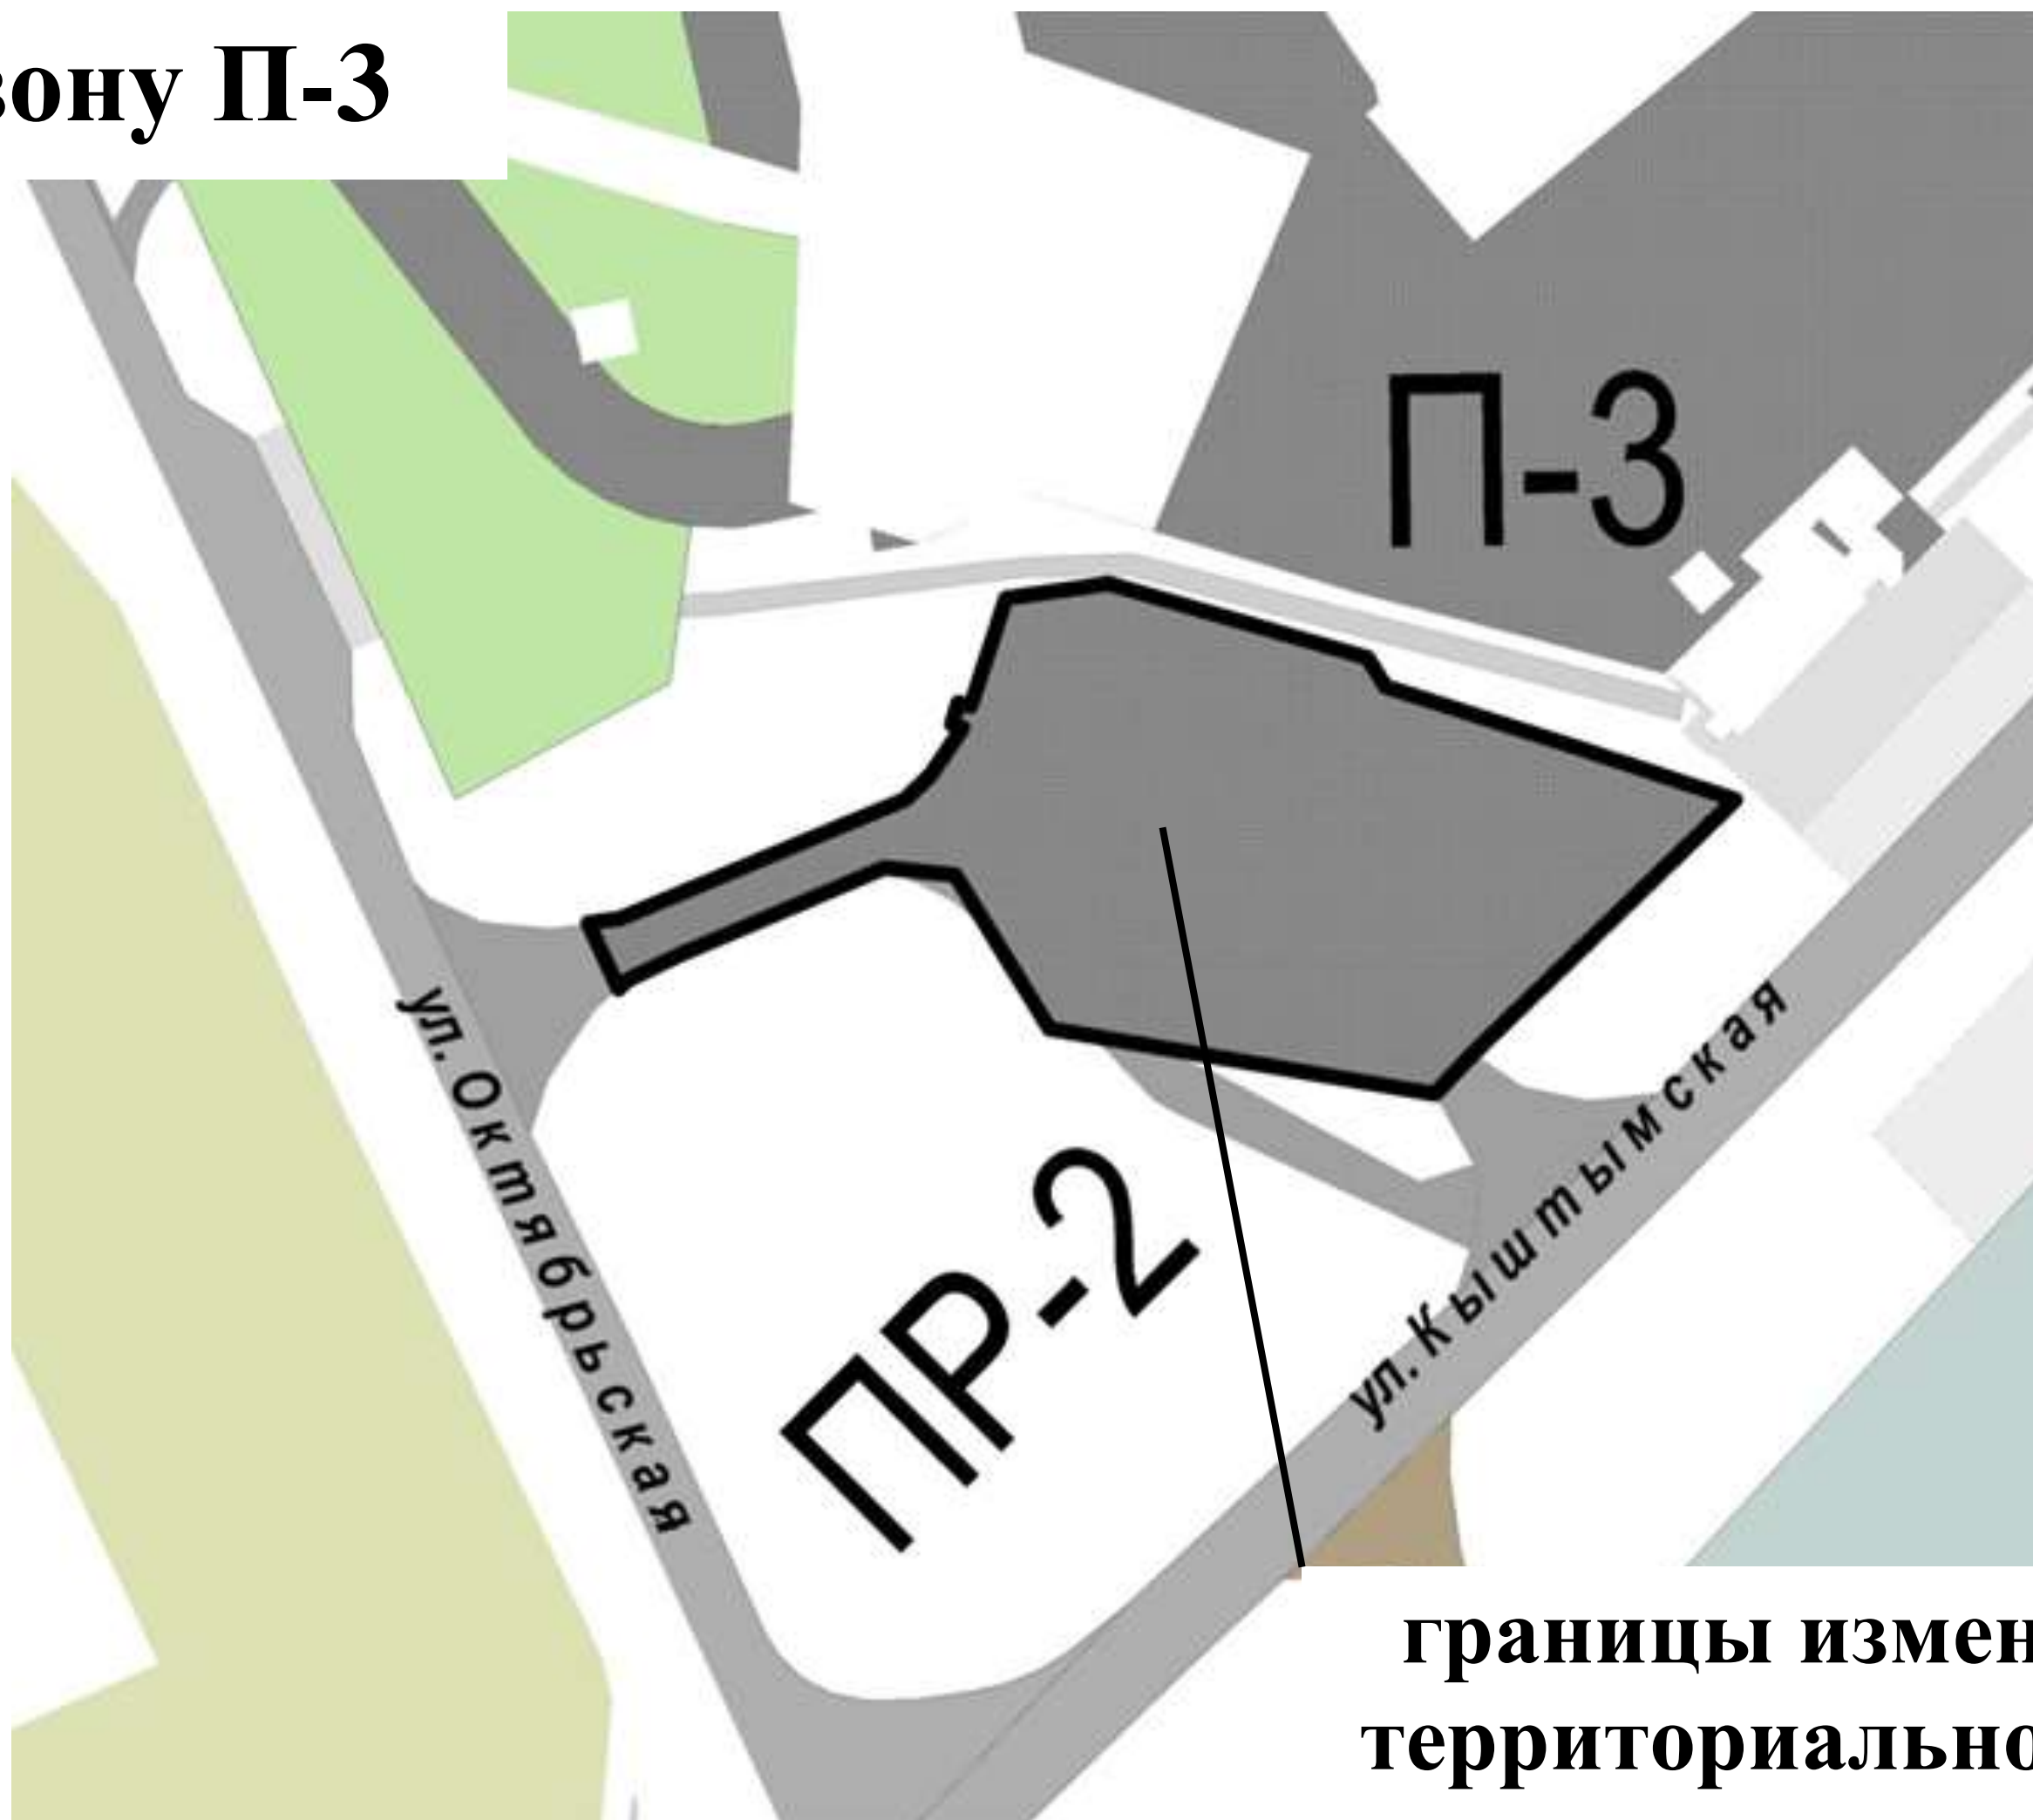 зону П-3
П-3
ул. Октябрьская
ул. Кыштымская
ПР-2
границы измен
территориально